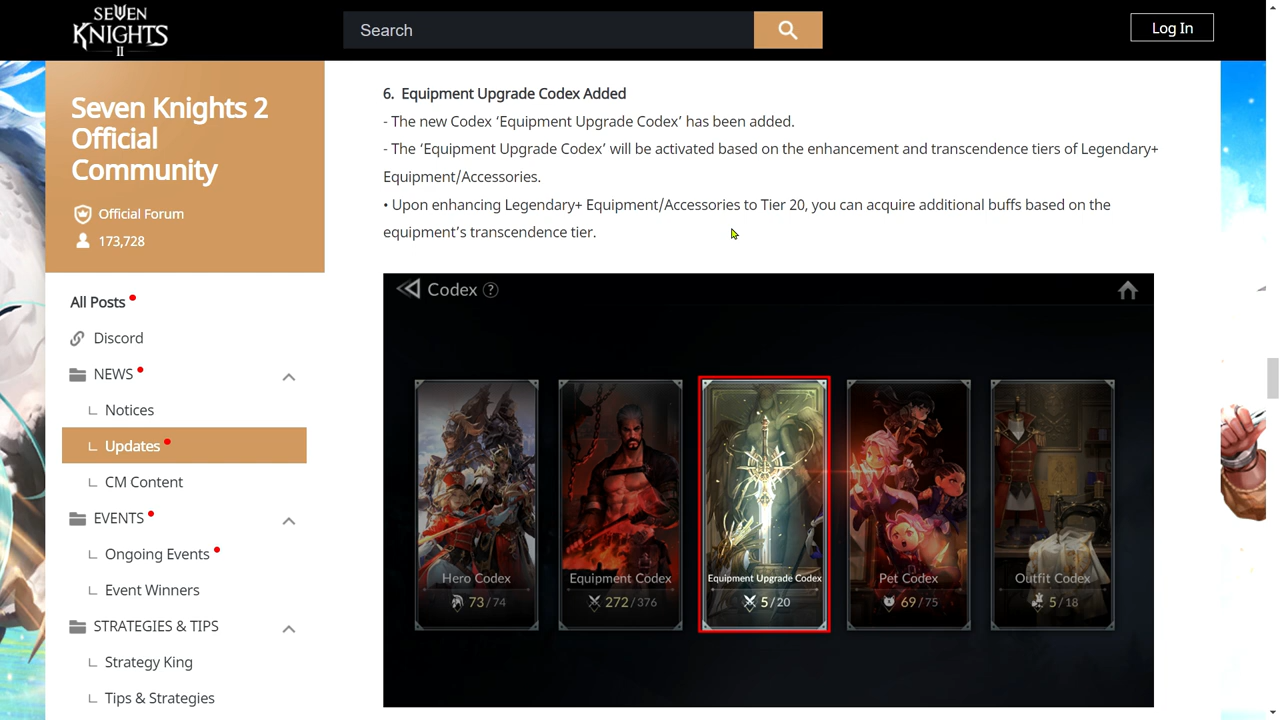 SEVEN
KNIGHTS
II
Search
Log In
Seven Knights 2
Official
Community
Official Forum
173,728
All Posts
Discord
NEWS
Notices
Updates
CM Content
EVENTS
Ongoing Events
Event Winners
STRATEGIES & TIPS
Strategy King
Tips & Strategies
6. Equipment Upgrade Codex Added
- The new Codex ‘Equipment Upgrade Codex’ has been added.
- The ‘Equipment Upgrade Codex’ will be activated based on the enhancement and transcendence tiers of Legendary+
Equipment/Accessories.
• Upon enhancing Legendary+ Equipment/Accessories to Tier 20, you can acquire additional buffs based on the
equipment’s transcendence tier.
Codex ?
Hero Codex
73/74
Equipment Codex
272/376
Equipment Upgrade Codex
5/20
Pet Codex
69/75
Outfit Codex
5/18